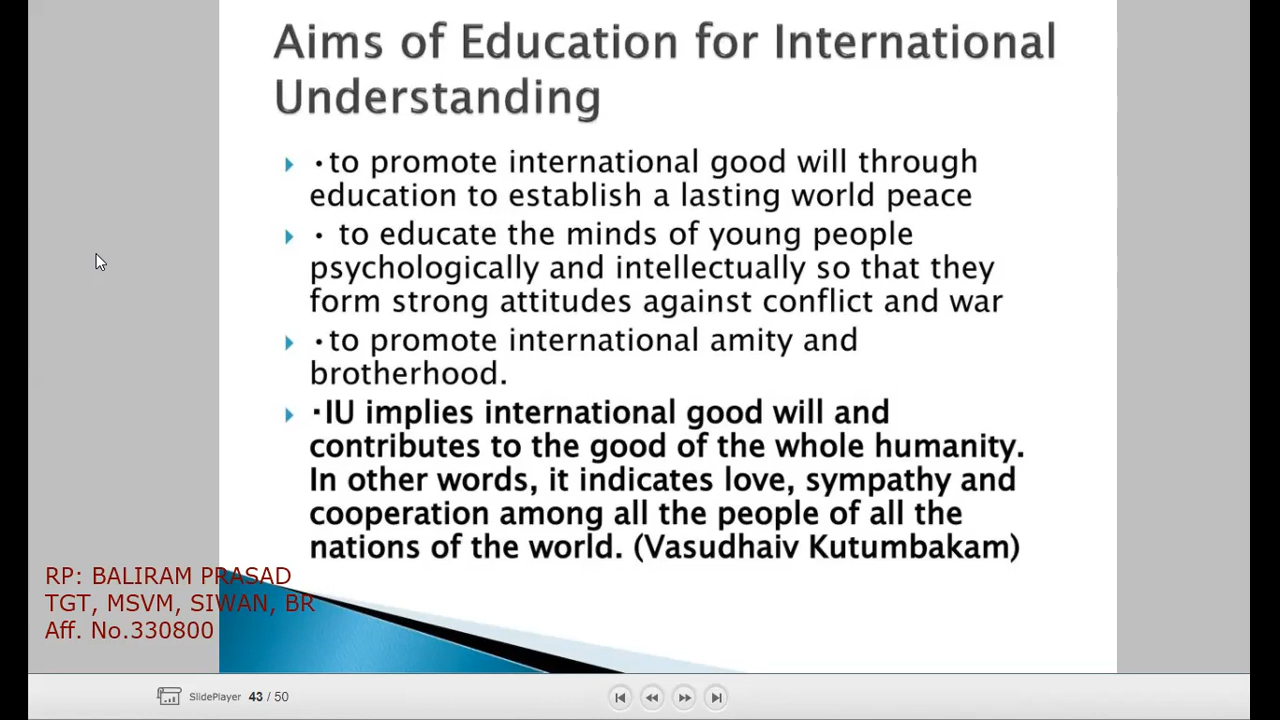 Aims of Education for International
Understanding
•to promote international good will through
education to establish a lasting world peace
• to educate the minds of young people
psychologically and intellectually so that they
form strong attitudes against conflict and war
•to promote international amity and
brotherhood.
·IU implies international good will and
contributes to the good of the whole humanity.
In other words, it indicates love, sympathy and
cooperation among all the people of all the
nations of the world. (Vasudhaiv Kutumbakam)
RP: BALIRAM PRASAD
TGT, MSVM, SIWAN, BR
Aff. No.330800
SlidePlayer 43 / 50